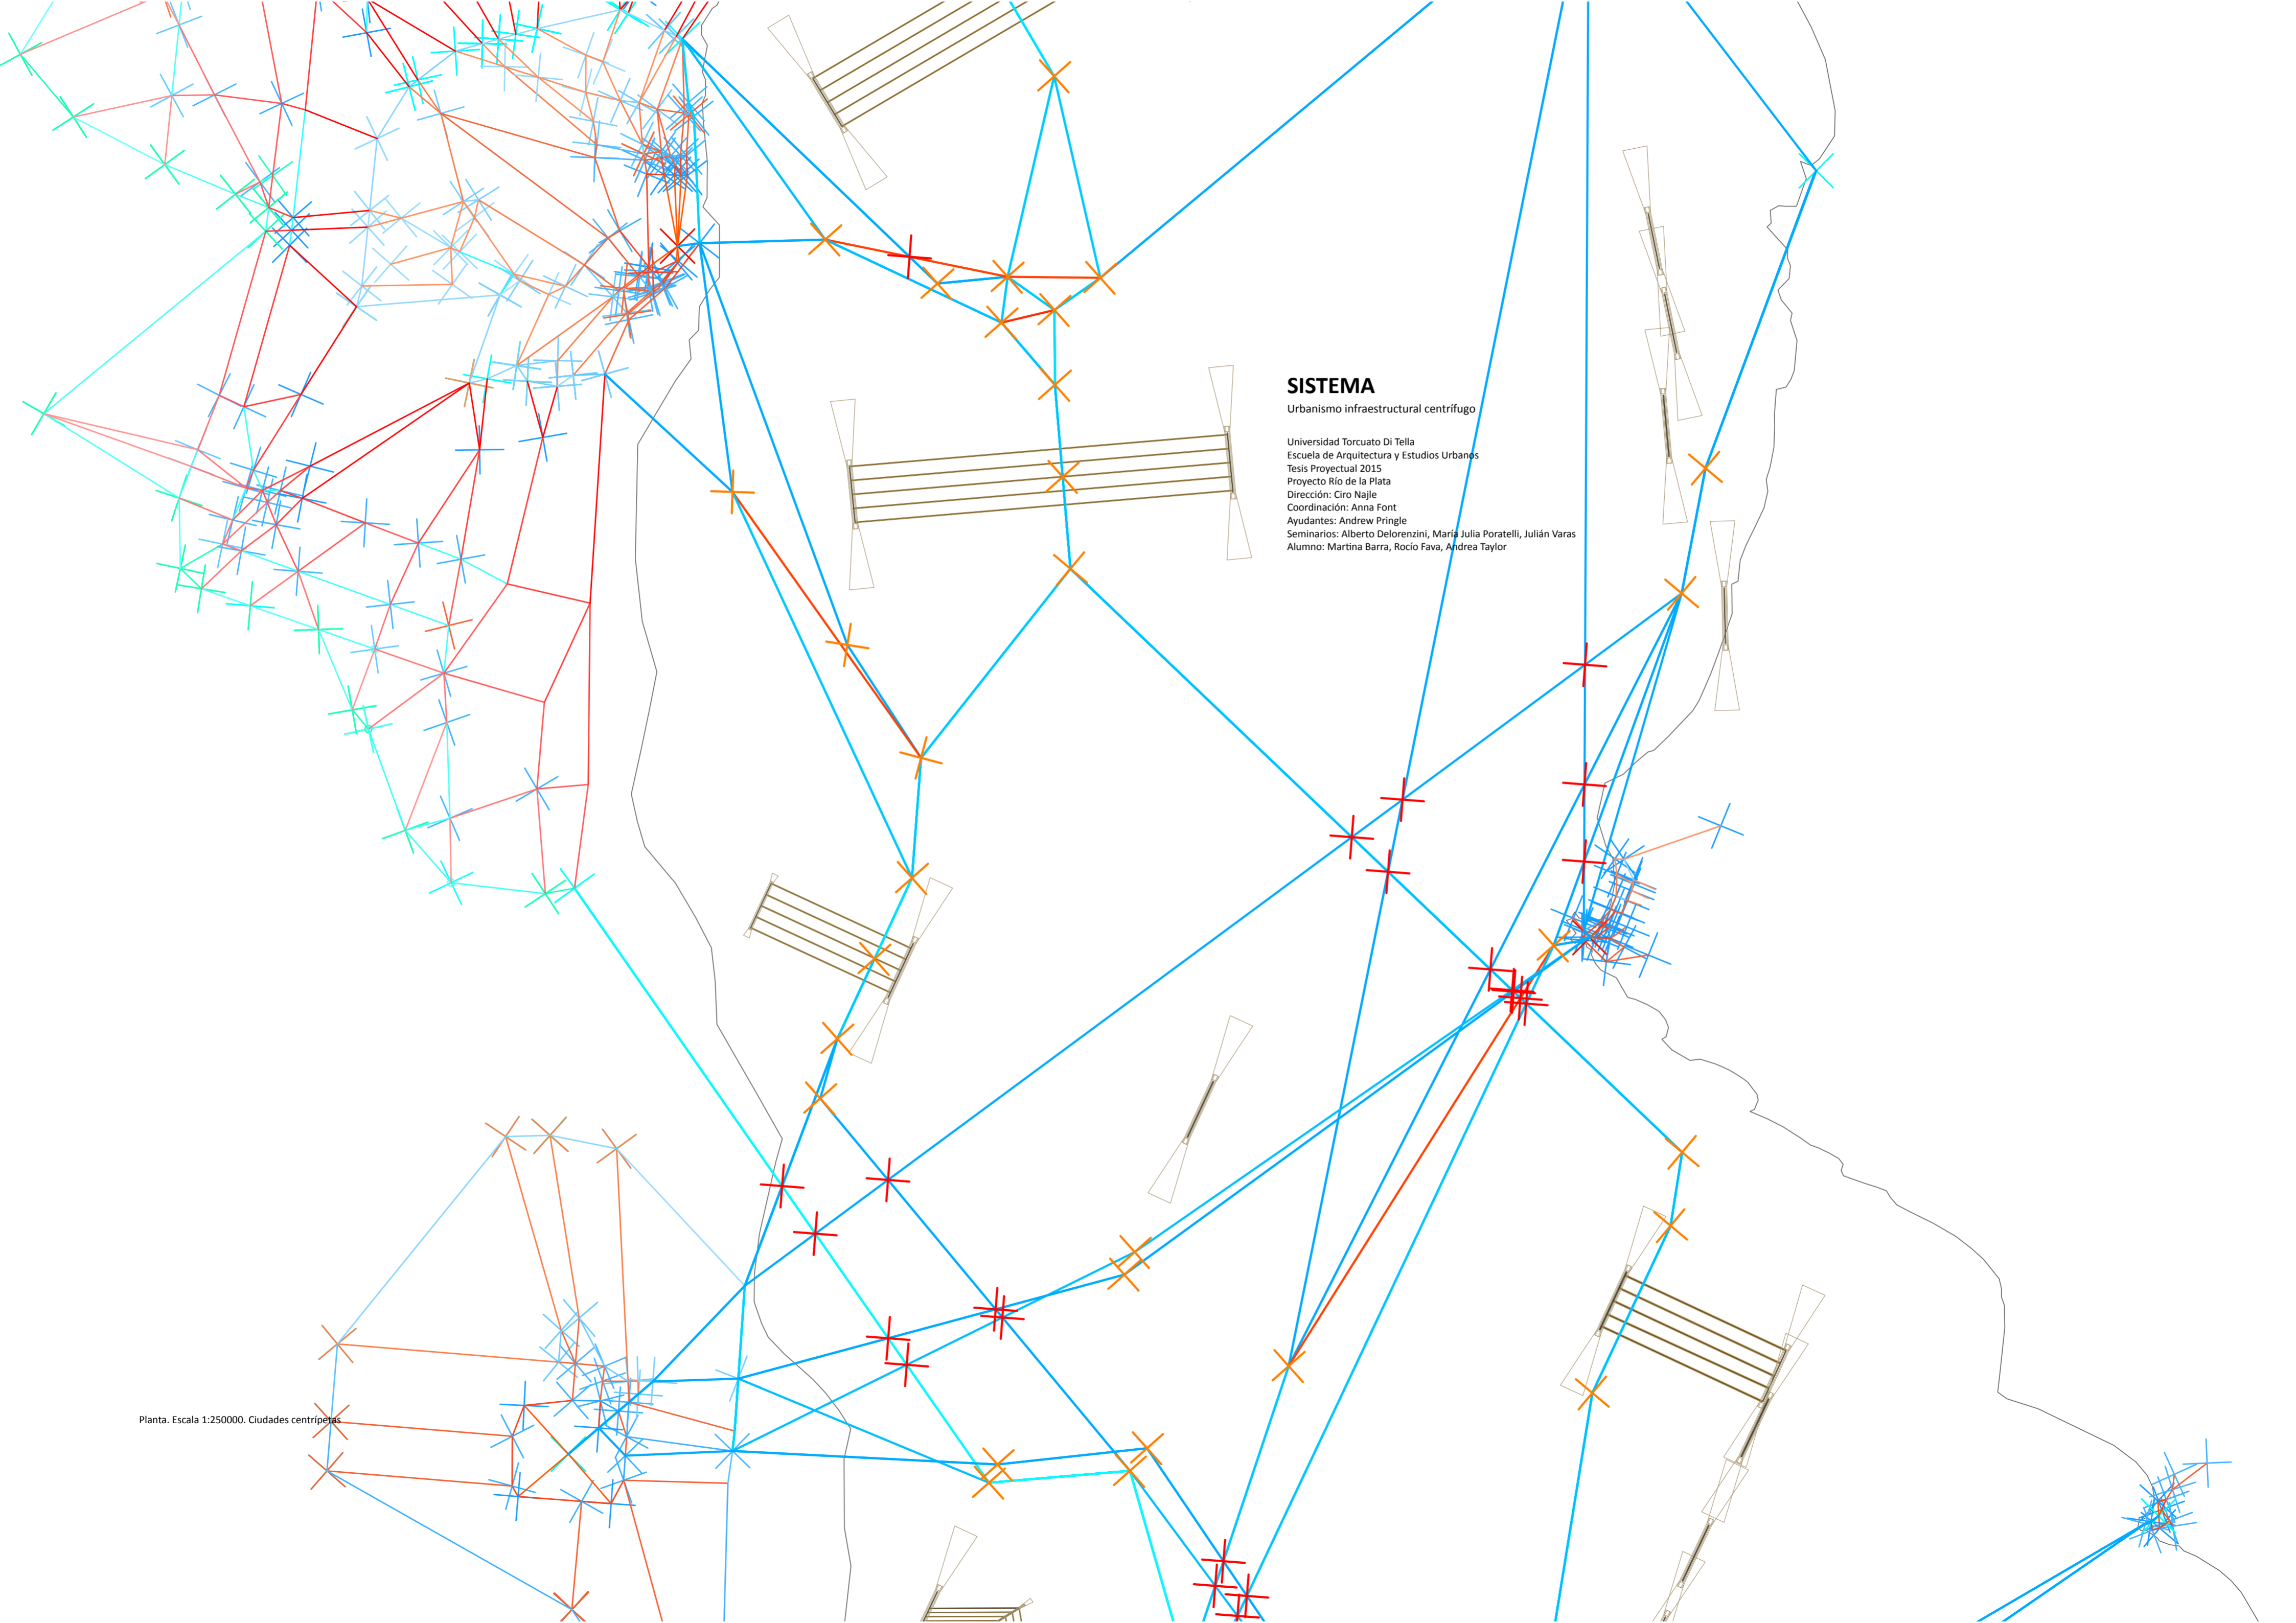 SISTEMA
Urbanismo infraestructural centrífugo
Universidad Torcuato Di Tella
Escuela de Arquitectura y Estudios Urbanos
Tesis Proyectual 2015
Proyecto Río de la Plata
Dirección: Ciro Najle
Coordinación: Anna Font
Ayudantes: Andrew Pringle
Seminarios: Alberto Delorenzini, María Julia Poratelli, Julián Varas
Alumno: Martina Barra, Rocío Fava, Andrea Taylor
Planta. Escala 1:250000. Ciudades centrípetas